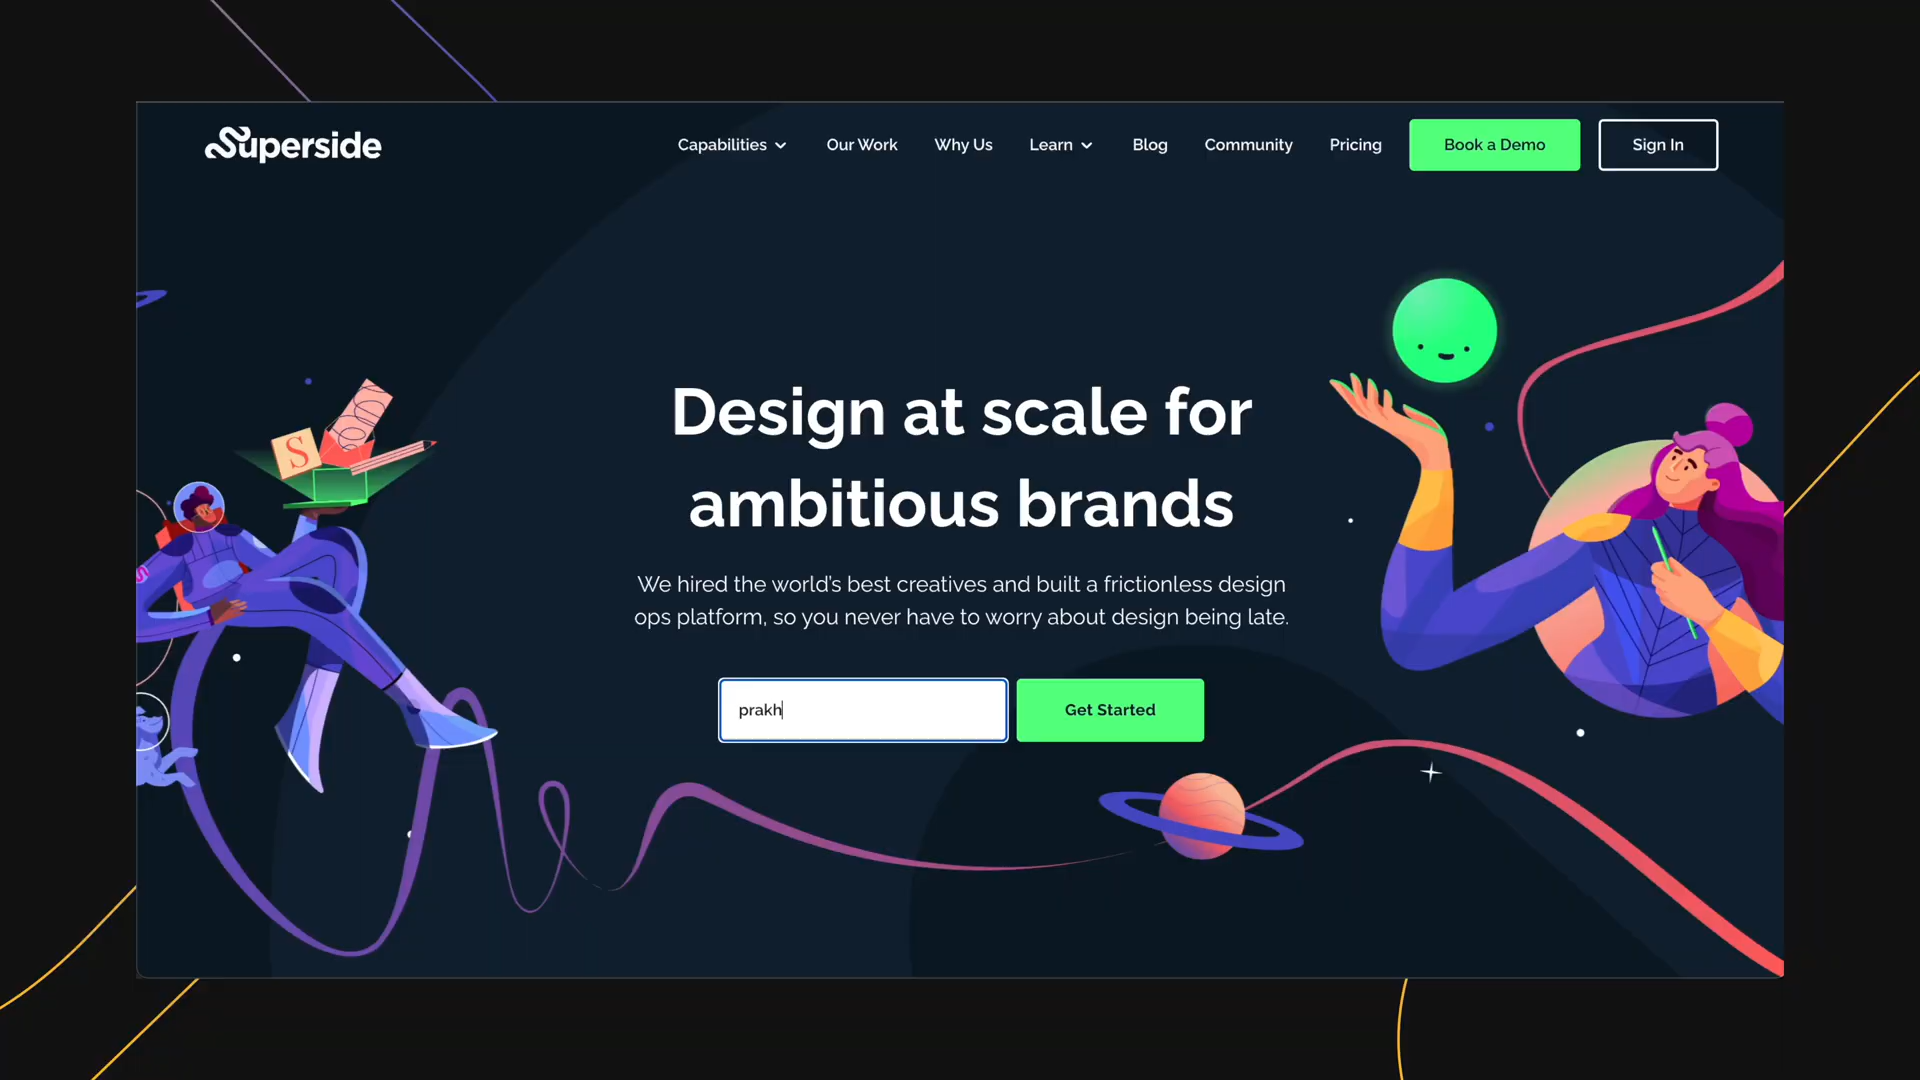 Superside
Capabilities
Our Work
Why Us
Learn
Blog
Community
Pricing
Book a Demo
Sign In
Design at scale for
ambitious brands
We hired the world's best creatives and built a frictionless design
ops platform, so you never have to worry about design being late.
prakh
Get Started
S
S